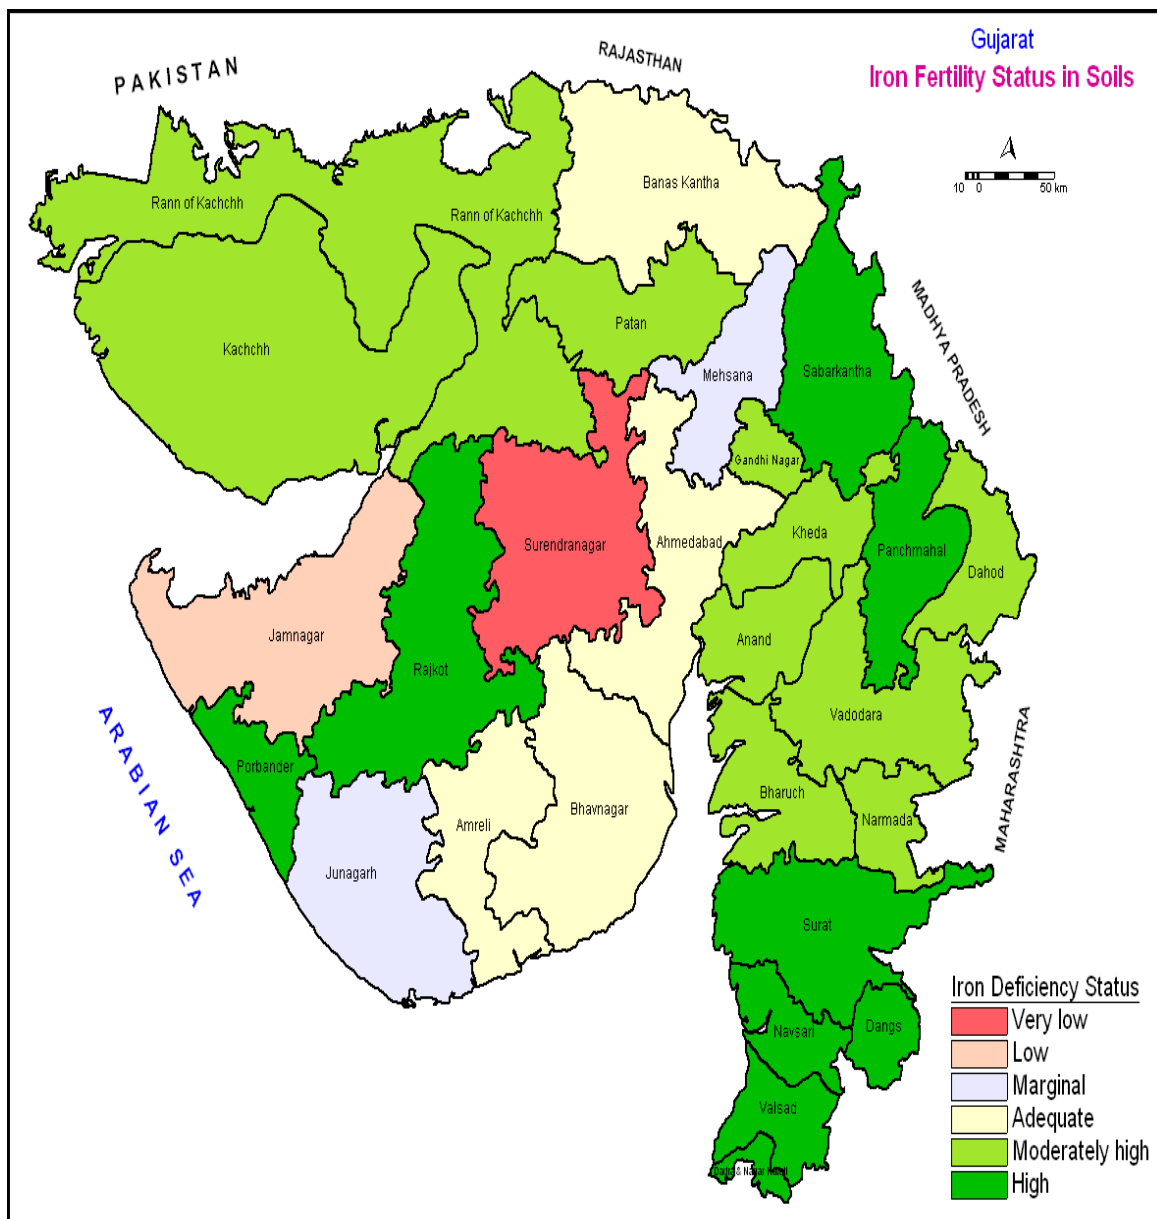 Gujarat
Iron Fertility Status in Soils
PAKISTAN
RAJASTHAN
10 0 50 km
Banas Kantha
Rann of Kachchh
Rann of Kachchh
MADHYA PRADESH
Patan
Kachchh
Mehsana
Sabarkantha
Gandhi Nagar
Kheda
Ahmedabad
Surendranagar
Panchmahal
Dahod
Jamnagar
Anand
Rajkot
Vadodara
ARABIAN SEA
MAHARASHTRA
Porbander
Bharuch
Bhavnagar
Amreli
Narmada
Junagarh
Surat
Navsari
Dangs
Valsad
Dadra & Nagar
Iron Deficiency Status
Very low
Low
Marginal
Adequate
Moderately high
High